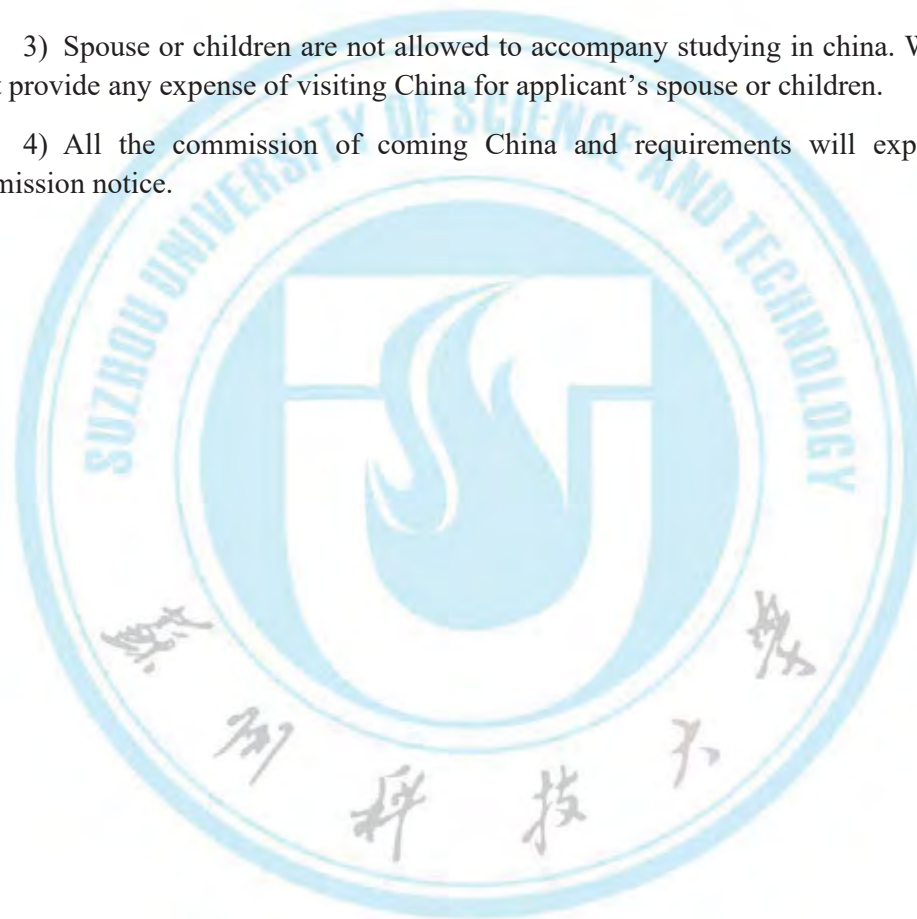 3) Spouse or children are not allowed to accompany studying in china. W
t provide any expense of visiting China for applicant’s spouse or children.
4) All the commission of coming China and requirements will exp
mission notice.
SUZHOU UNIVERSITY OF SCIENCE AND TECHNOLOGY
苏州科技大学